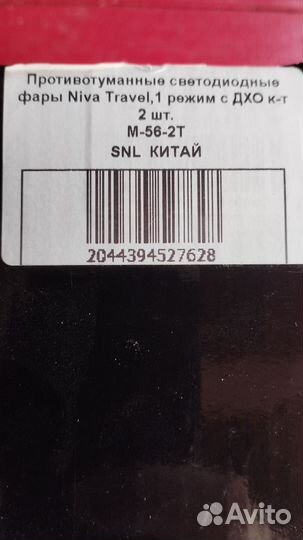 Противотуманные светодиодные
фары Niva Travel,1 режим с ДХО к-т
2 шт.
М-56-2Т
SNL КИТАЙ
2044394527628
Avito